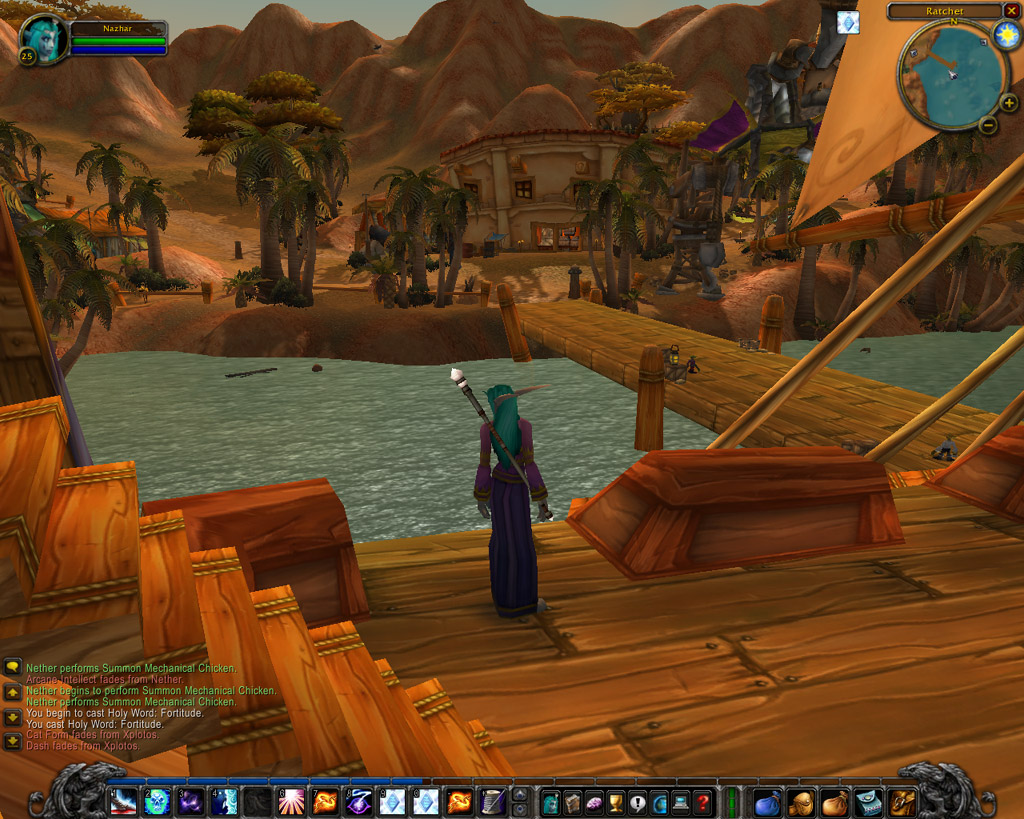 Nazhar
25
Ratchet
N
Nether performs Summon Mechanical Chicken.
Arcane Intellect fades from Nether.
Nether begins to perform Summon Mechanical Chicken.
Nether performs Summon Mechanical Chicken.
You begin to cast Holy Word: Fortitude.
You cast Holy Word: Fortitude.
Cat Form fades from Xplotos.
Dash fades from Xplotos.